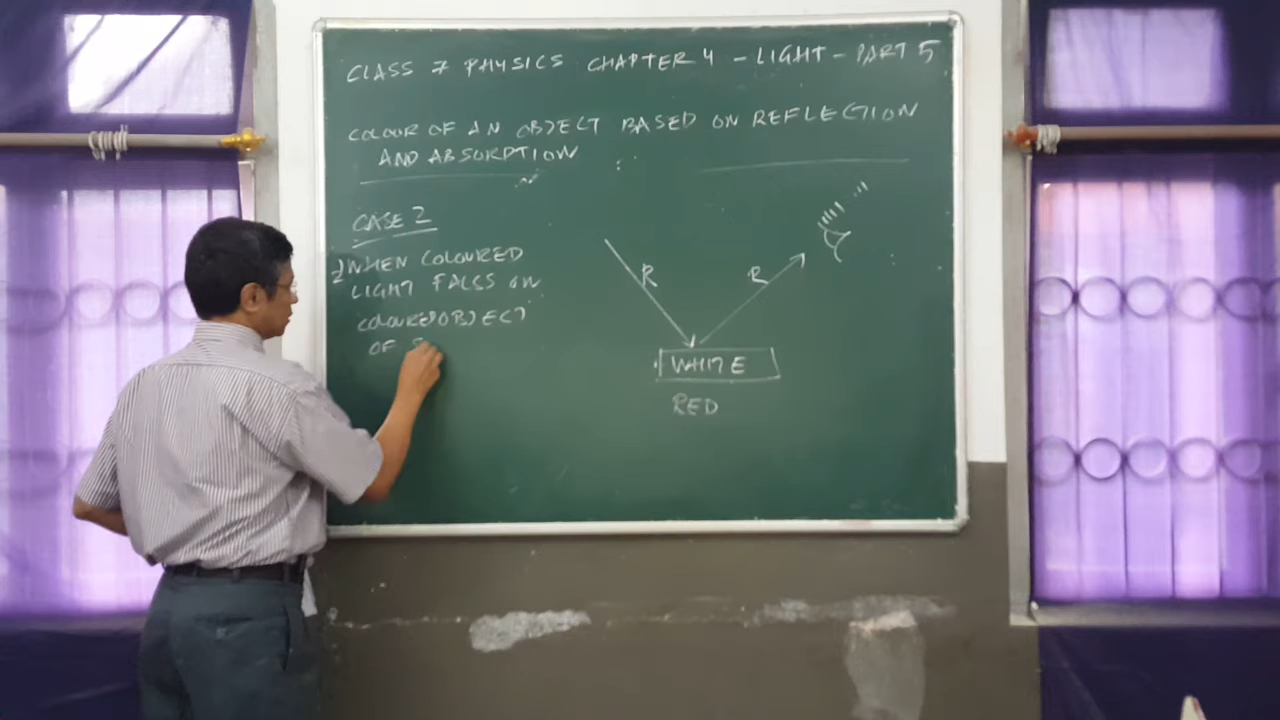 CLASS 7 PHYSICS CHAPTER 4 - LIGHT - PART 5
COLOUR OF AN OBJECT BASED ON REFLECTION
AND ABSORPTION
CASE 2
WHEN COLOURED
LIGHT FALLS ON
COLOURED OBJECT
OF S
R
R
WHITE
RED